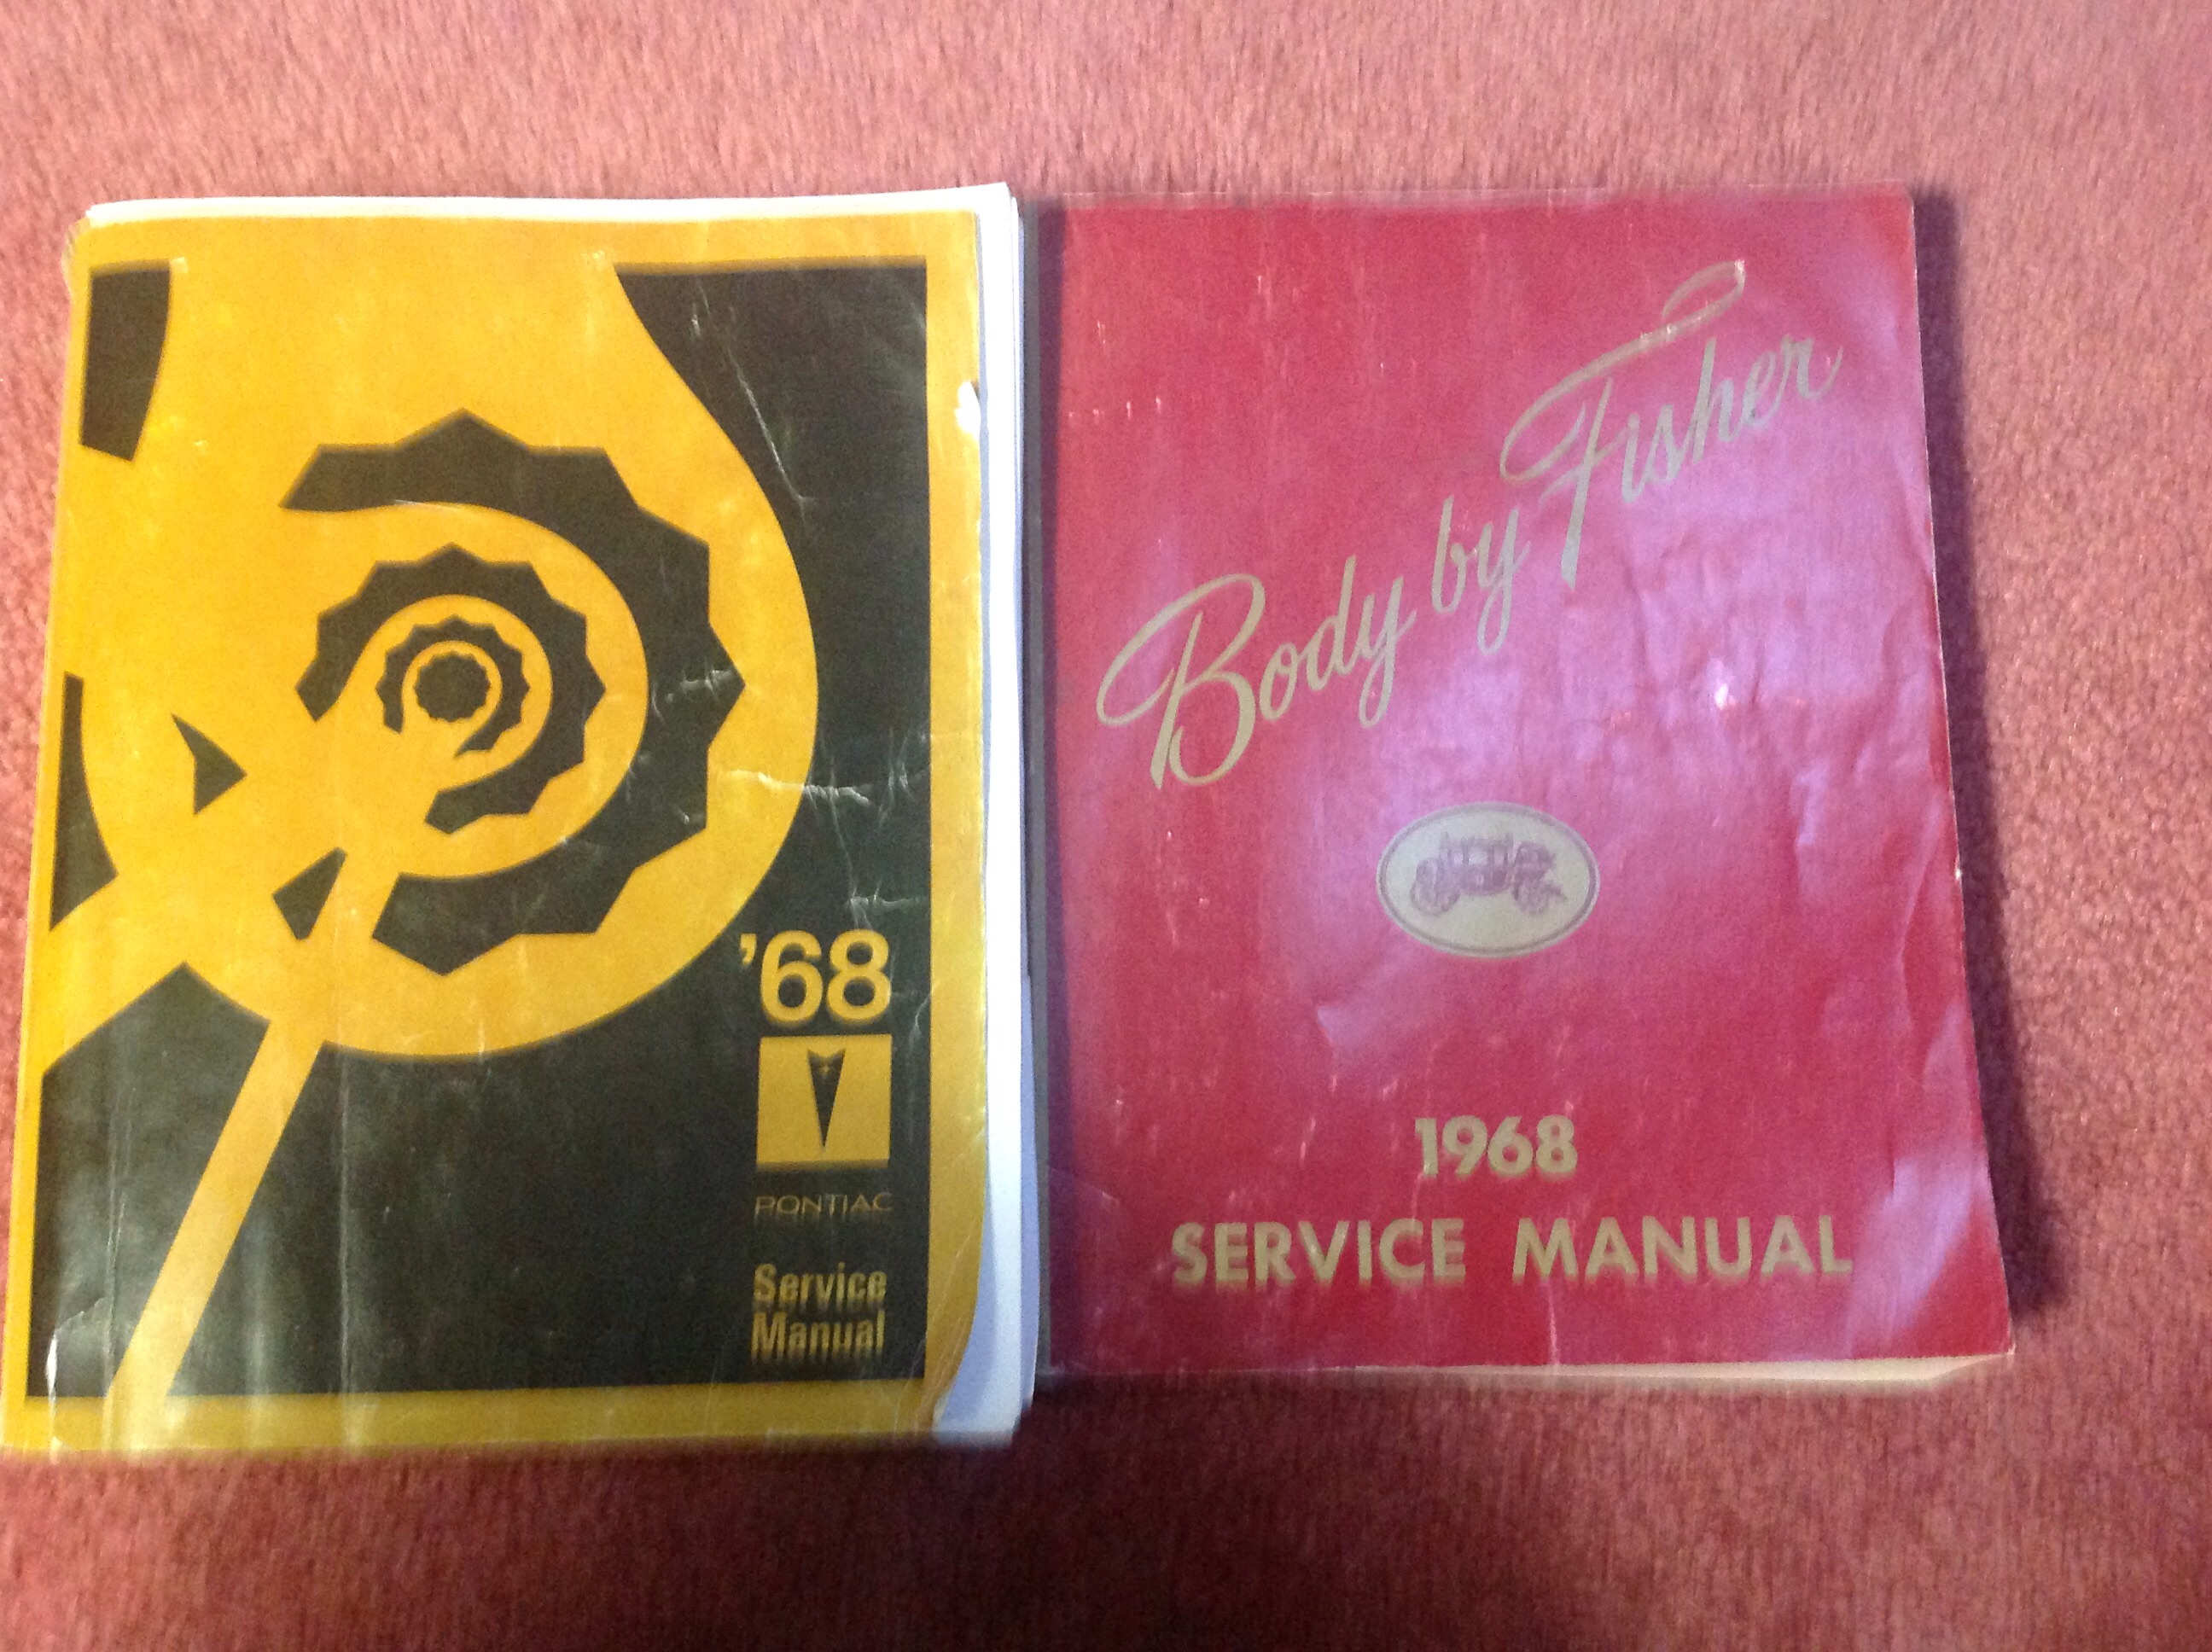 '68
PONTIAC
Service
Manual
Body by Fisher
1968
SERVICE MANUAL